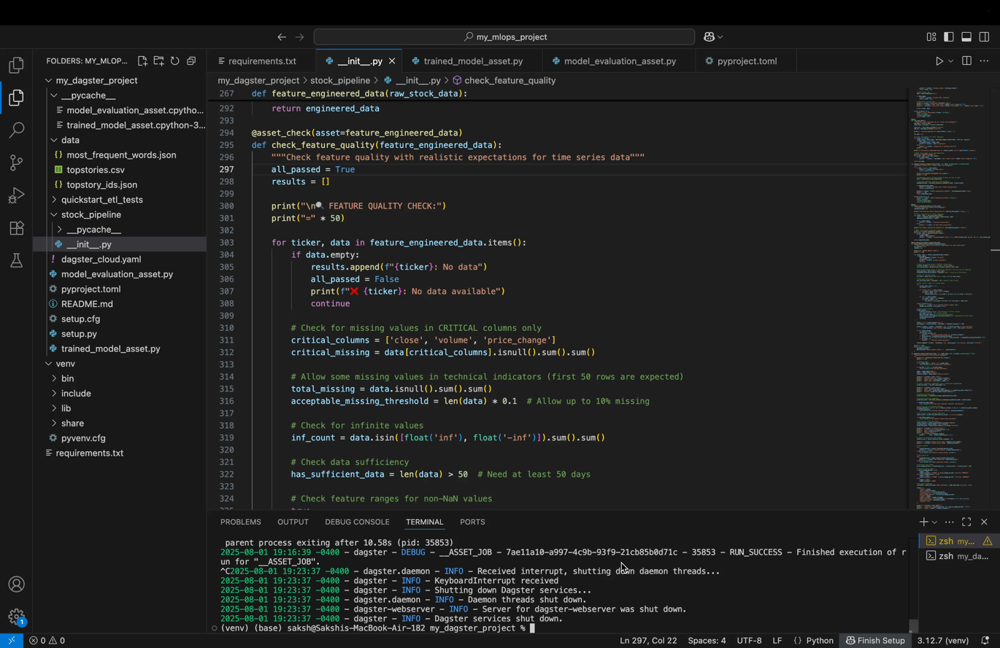 my_mlops_project
FOLDERS: MY_MLOP...
my_dagster_project
__pycache__
model_evaluation_asset.cpytho...
trained_model_asset.cpython-3...
data
most_frequent_words.json
topstories.csv
topstory_ids.json
quickstart_etl_tests
stock_pipeline
__pycache__
__init__.py
dagster_cloud.yaml
model_evaluation_asset.py
pyproject.toml
README.md
setup.cfg
setup.py
trained_model_asset.py
venv
bin
include
lib
share
pyvenv.cfg
requirements.txt
requirements.txt
__init__.py
trained_model_asset.py
model_evaluation_asset.py
pyproject.toml
my_dagster_project > stock_pipeline > __init__.py > check_feature_quality
267 def feature_engineered_data(raw_stock_data):
292 return engineered_data
293
294 @asset_check(asset=feature_engineered_data)
295 def check_feature_quality(feature_engineered_data):
296 """Check feature quality with realistic expectations for time series data"""
297 all_passed = True
298 results = []
299
300 print("\n🔍 FEATURE QUALITY CHECK:")
301 print("=" * 50)
302
303 for ticker, data in feature_engineered_data.items():
304 if data.empty:
305 results.append(f"{ticker}: No data")
306 all_passed = False
307 print(f"❌ {ticker}: No data available")
308 continue
309
310 # Check for missing values in CRITICAL columns only
311 critical_columns = ['close', 'volume', 'price_change']
312 critical_missing = data[critical_columns].isnull().sum().sum()
313
314 # Allow some missing values in technical indicators (first 50 rows are expected)
315 total_missing = data.isnull().sum().sum()
316 acceptable_missing_threshold = len(data) * 0.1 # Allow up to 10% missing
317
318 # Check for infinite values
319 inf_count = data.isin([float('inf'), float('-inf')]).sum().sum()
320
321 # Check data sufficiency
322 has_sufficient_data = len(data) > 50 # Need at least 50 days
323
324 # Check feature ranges for non-NaN values
PROBLEMS OUTPUT DEBUG CONSOLE TERMINAL PORTS
parent process exiting after 10.58s (pid: 35853)
2025-08-01 19:16:39 -0400 - dagster - DEBUG - __ASSET_JOB - 7ae11a10-a997-4c9b-93f9-21cb85b0d71c - 35853 - RUN_SUCCESS - Finished execution of r
un for "__ASSET_JOB".
^C2025-08-01 19:23:37 -0400 - dagster.daemon - INFO - Received interrupt, shutting down daemon threads...
2025-08-01 19:23:37 -0400 - dagster - INFO - KeyboardInterrupt received
2025-08-01 19:23:37 -0400 - dagster - INFO - Shutting down Dagster services...
2025-08-01 19:23:37 -0400 - dagster.daemon - INFO - Daemon threads shut down.
2025-08-01 19:23:37 -0400 - dagster-webserver - INFO - Server for dagster-webserver was shut down.
2025-08-01 19:23:37 -0400 - dagster - INFO - Dagster services shut down.
(venv) (base) saksh@Sakshis-MacBook-Air-182 my_dagster_project %
zsh my...
zsh my_da...
1
0 0
Ln 297, Col 22 Spaces: 4 UTF-8 LF {} Python Finish Setup 3.12.7 (venv)